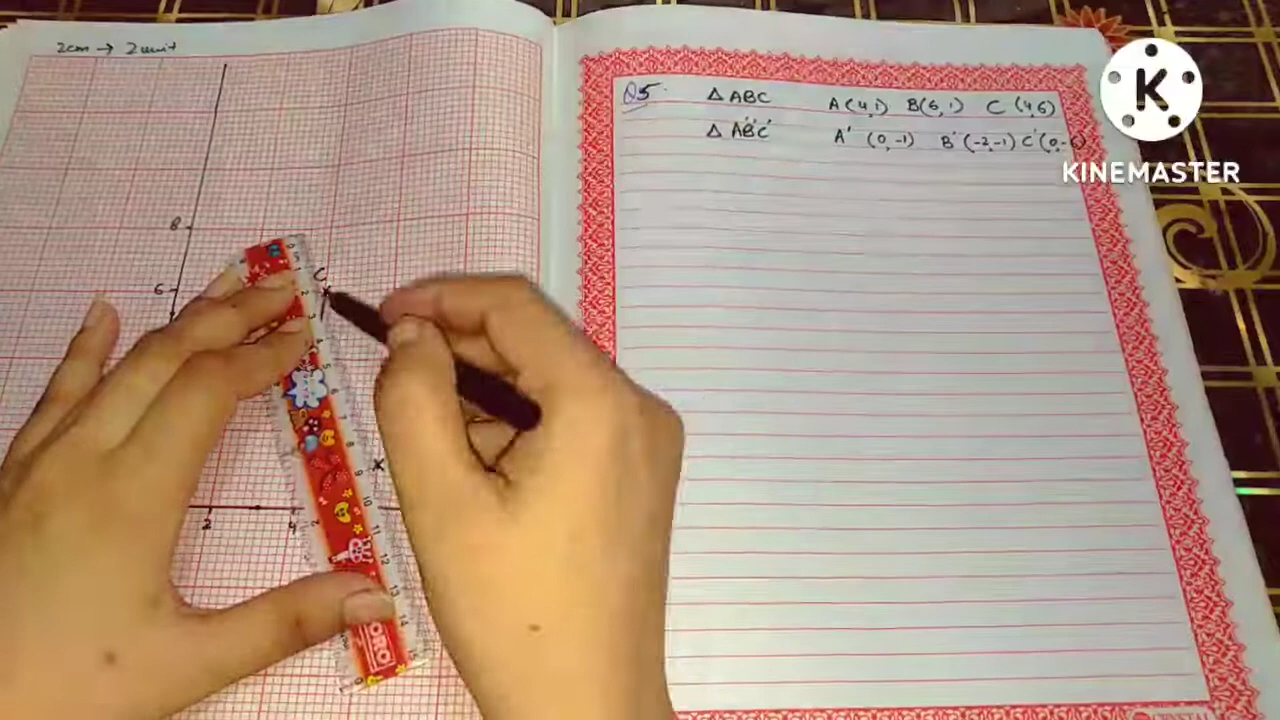 2cm → 2 unit
8
6
2
4
C
Q5. △ ABC A(4,1) B(6,1) C (4,6)
△ A'B'C' A' (0,-1) B' (-2,-1) C' (0,-6)
K
KINEMASTER